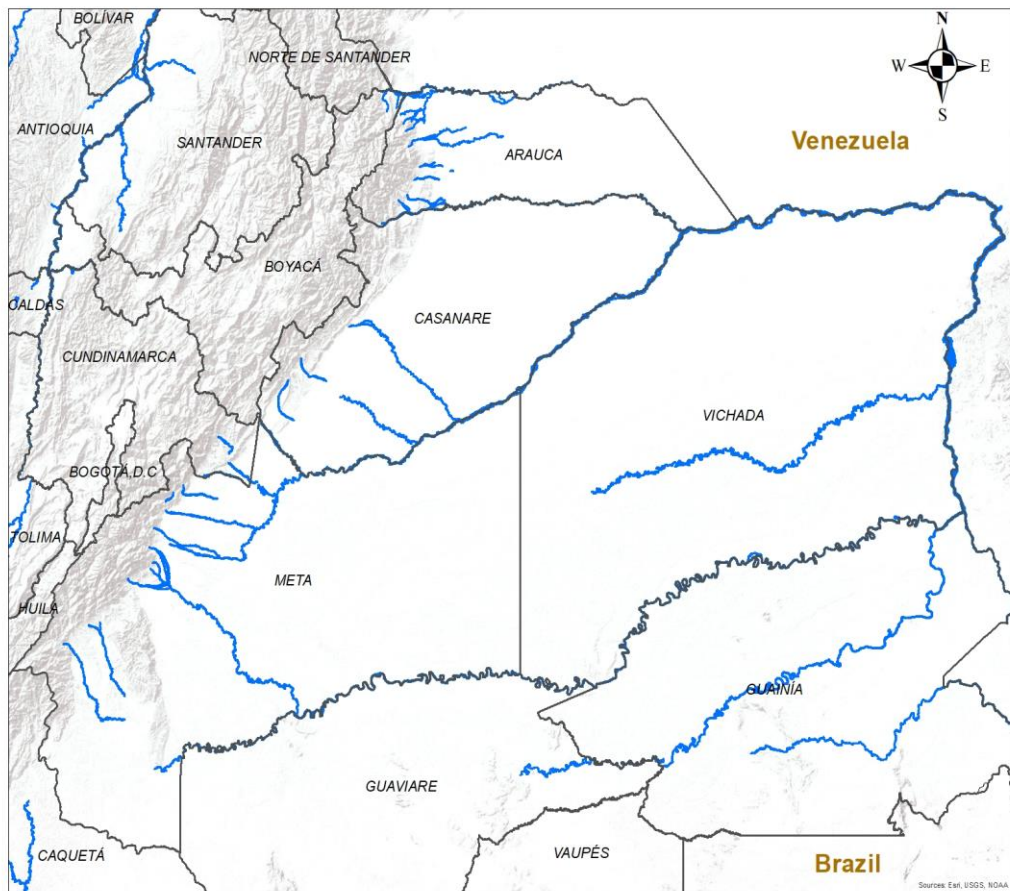 BOLÍVAR
N
NORTE DE SANTANDER
W
E
S
ANTIOQUIA
SANTANDER
ARAUCA
Venezuela
BOYACÁ
CALDAS
CASANARE
CUNDINAMARCA
VICHADA
BOGOTÁ D.C
TOLIMA
META
HUILA
GUAINÍA
GUAVIARE
CAQUETÁ
VAUPÉS
Brazil
Sources: Esri, USGS, NOAA